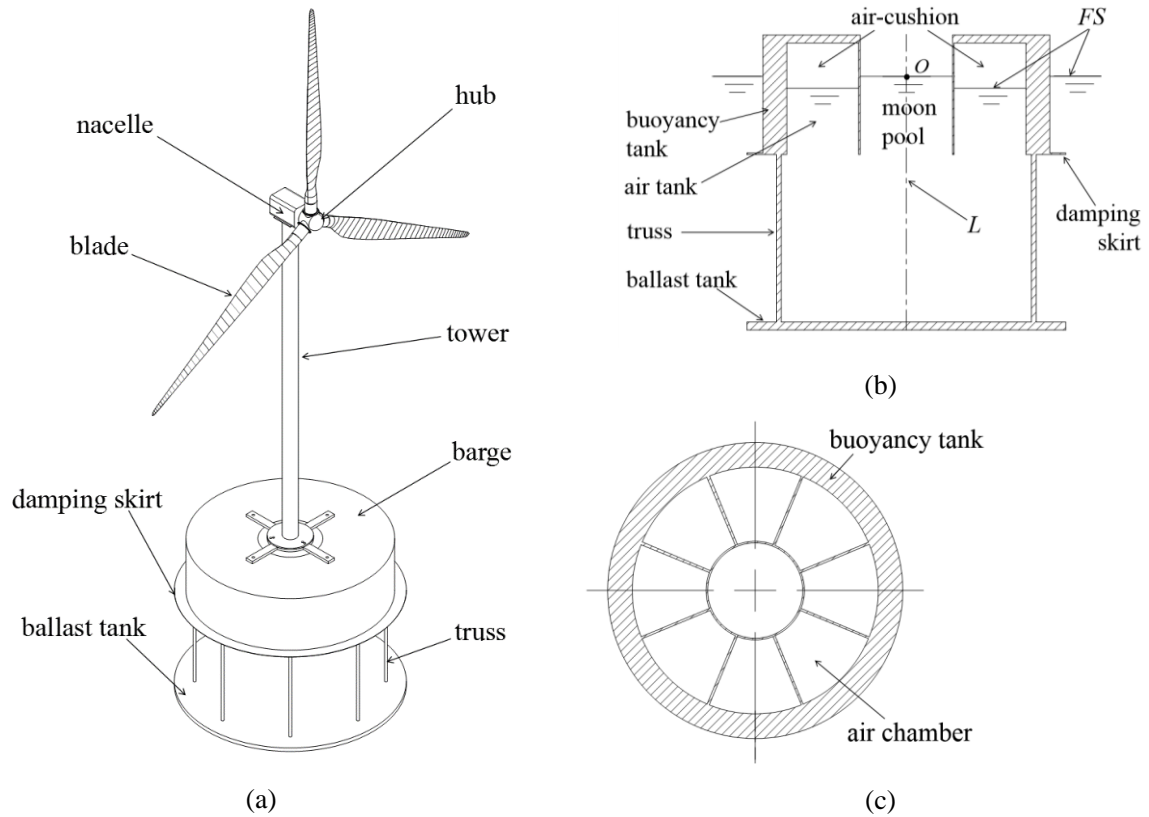 hub
nacelle
blade
tower
barge
damping skirt
ballast tank
truss
(a)
air-cushion
FS
O
buoyancy
tank
moon
pool
air tank
truss
L
damping
skirt
ballast tank
(b)
buoyancy tank
air chamber
(c)